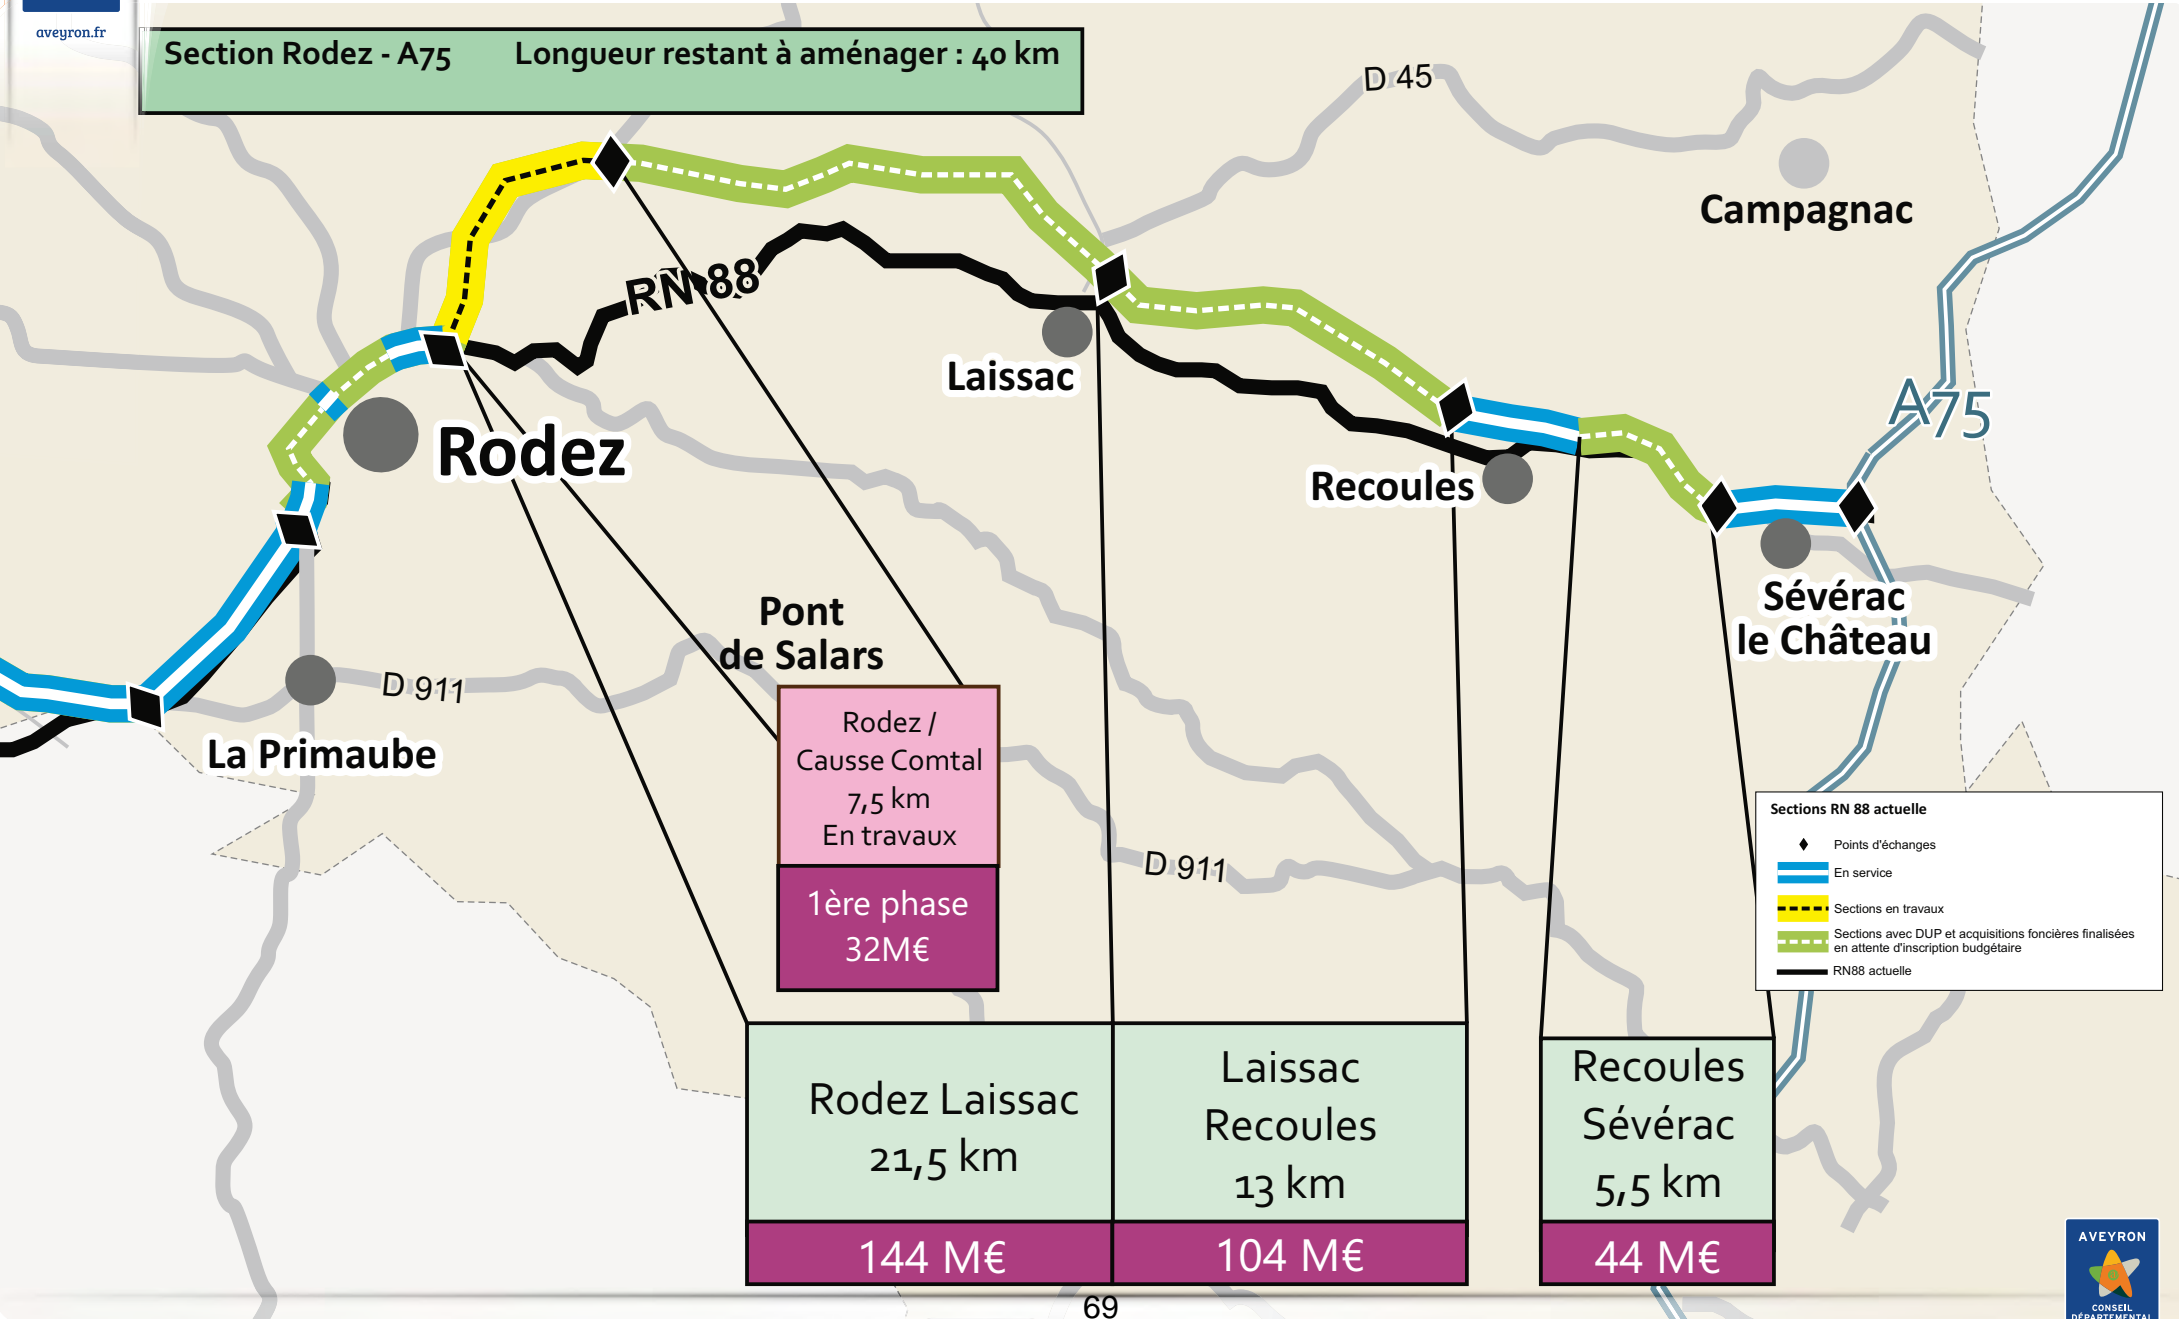 aveyron.fr
Section Rodez - A75 Longueur restant à aménager : 40 km
D 45
Campagnac
RN 88
Laissac
A75
Rodez
Recoules
Sévérac
le Château
Pont
de Salars
D 911
La Primaube
Rodez /
Causse Comtal
7,5 km
En travaux
1ère phase
32M€
D 911
Sections RN 88 actuelle
Points d'échanges
En service
Sections en travaux
Sections avec DUP et acquisitions foncières finalisées
en attente d'inscription budgétaire
RN88 actuelle
Rodez Laissac
21,5 km
144 M€
Laissac
Recoules
13 km
104 M€
Recoules
Sévérac
5,5 km
44 M€
69
AVEYRON
CONSEIL
DÉPARTEMENTAL